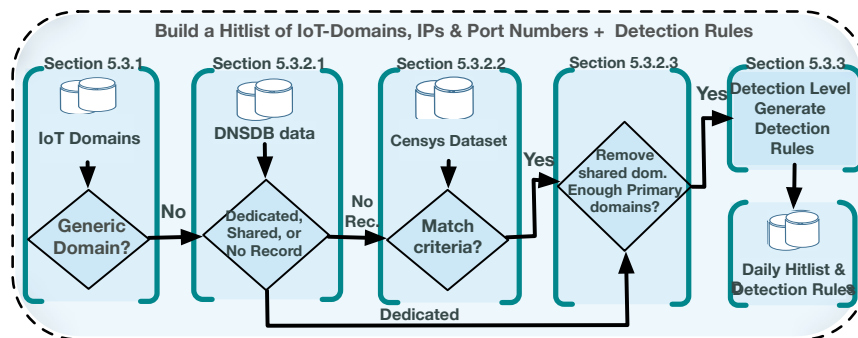 Build a Hitlist of IoT-Domains, IPs & Port Numbers + Detection Rules
Section 5.3.1
IoT Domains
Generic
Domain?
No
Section 5.3.2.1
DNSDB data
Dedicated,
Shared, or
No Record
No
Rec.
Dedicated
Section 5.3.2.2
Censys Dataset
Match
criteria?
Yes
Section 5.3.2.3
Remove
shared dom.
Enough Primary
domains?
Yes
Section 5.3.3
Detection Level
Generate
Detection
Rules
Daily Hitlist &
Detection Rules